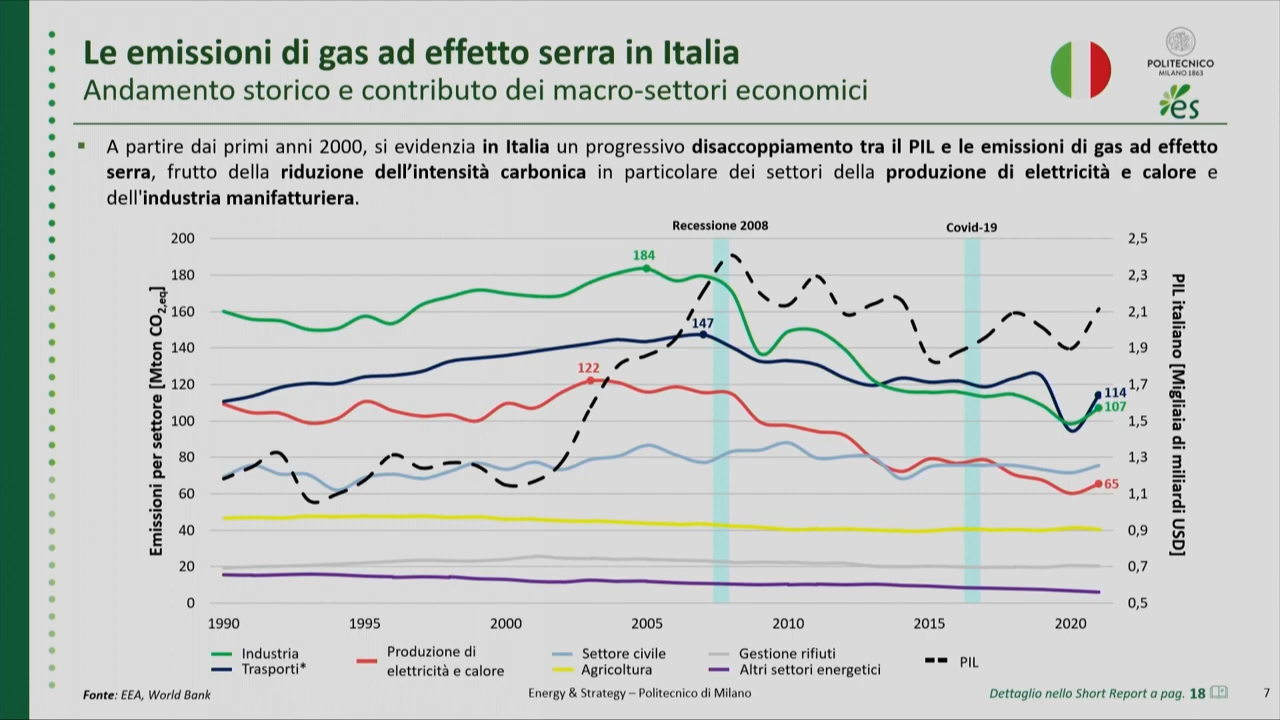 Le emissioni di gas ad effetto serra in Italia
Andamento storico e contributo dei macro-settori economici
POLITECNICO
MILANO 1863
es
A partire dai primi anni 2000, si evidenzia in Italia un progressivo disaccoppiamento tra il PIL e le emissioni di gas ad effetto
serra, frutto della riduzione dell'intensità carbonica in particolare dei settori della produzione di elettricità e calore e
dell'industria manifatturiera.
Recessione 2008
Covid-19
Emissioni per settore [Mton CO2,eq]
200
180
160
140
120
100
80
60
40
20
0
184
147
122
114
107
65
2,5
2,3
2,1
1,9
1,7
1,5
1,3
1,1
0,9
0,7
0,5
PIL italiano [Migliaia di miliardi USD]
1990 1995 2000 2005 2010 2015 2020
Industria
Trasporti*
Produzione di
elettricità e calore
Settore civile
Agricoltura
Gestione rifiuti
Altri settori energetici
PIL
Fonte: EEA, World Bank
Energy & Strategy – Politecnico di Milano
Dettaglio nello Short Report a pag. 18
7